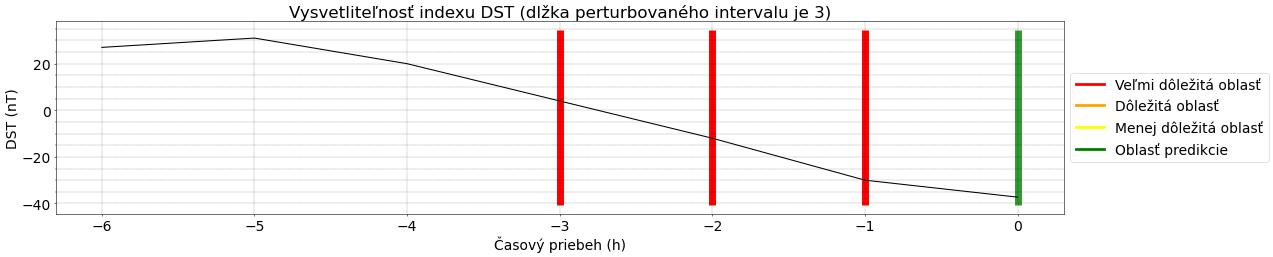 Vysvetliteľnosť indexu DST (dlžka perturbovaného intervalu je 3)
DST (nT)
20
0
−20
−40
−6 −5 −4 −3 −2 −1 0
Časový priebeh (h)
Veľmi dôležitá oblasť
Dôležitá oblasť
Menej dôležitá oblasť
Oblasť predikcie